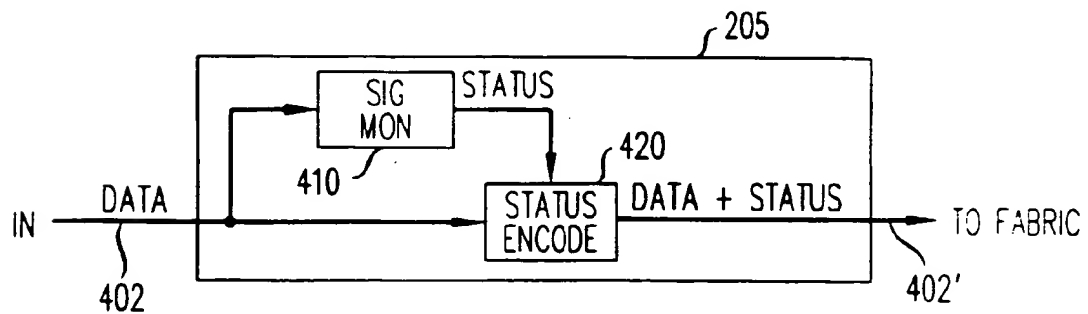 205
SIG
MON
STATUS
410
420
IN
DATA
STATUS
ENCODE
DATA + STATUS
TO FABRIC
402
402'